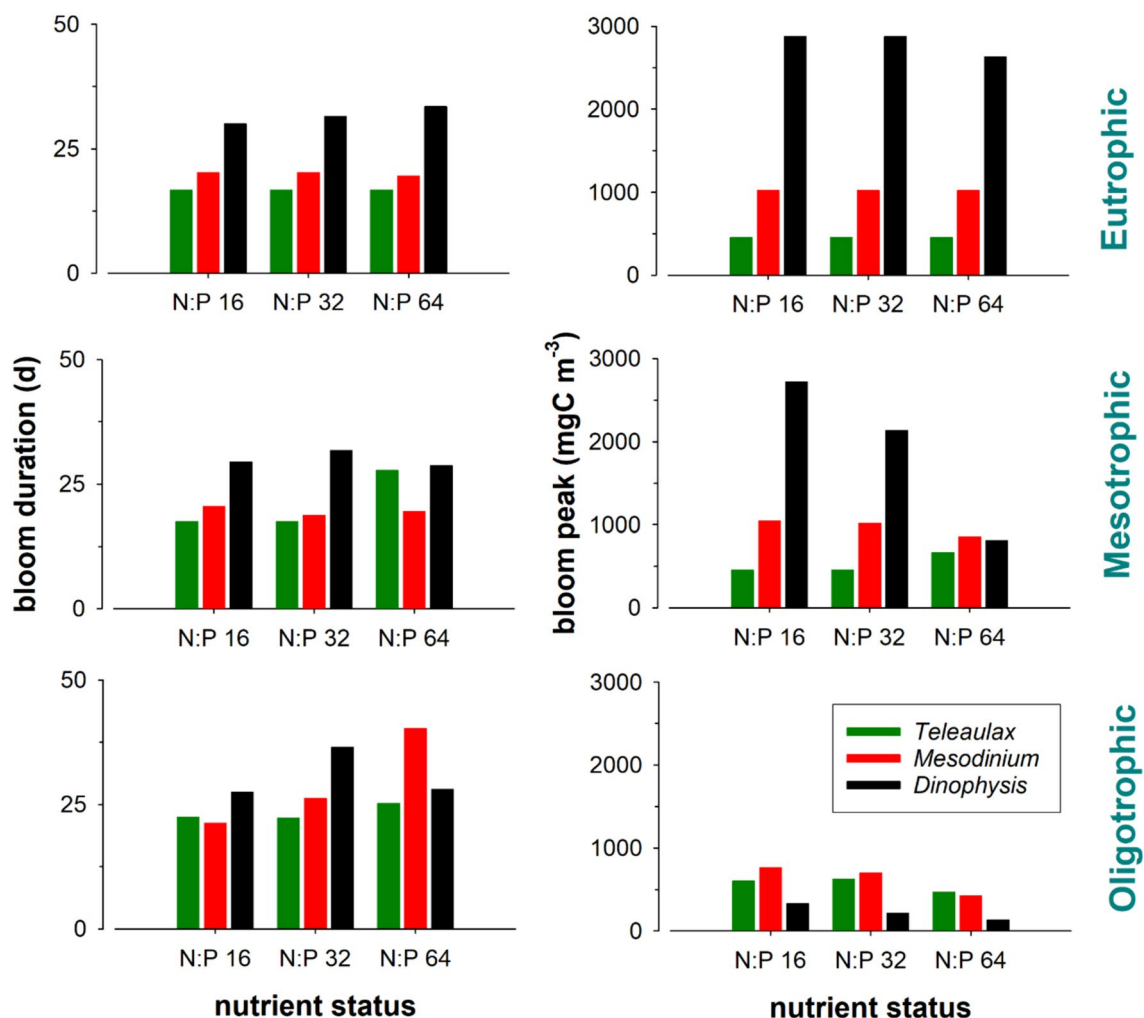 50
25
0
N:P 16 N:P 32 N:P 64
3000
2000
1000
0
N:P 16 N:P 32 N:P 64
Eutrophic
bloom duration (d)
50
25
0
N:P 16 N:P 32 N:P 64
bloom peak (mgC m⁻³)
3000
2000
1000
0
N:P 16 N:P 32 N:P 64
Mesotrophic
50
25
0
N:P 16 N:P 32 N:P 64
nutrient status
3000
2000
1000
0
Teleaulax
Mesodinium
Dinophysis
N:P 16 N:P 32 N:P 64
nutrient status
Oligotrophic